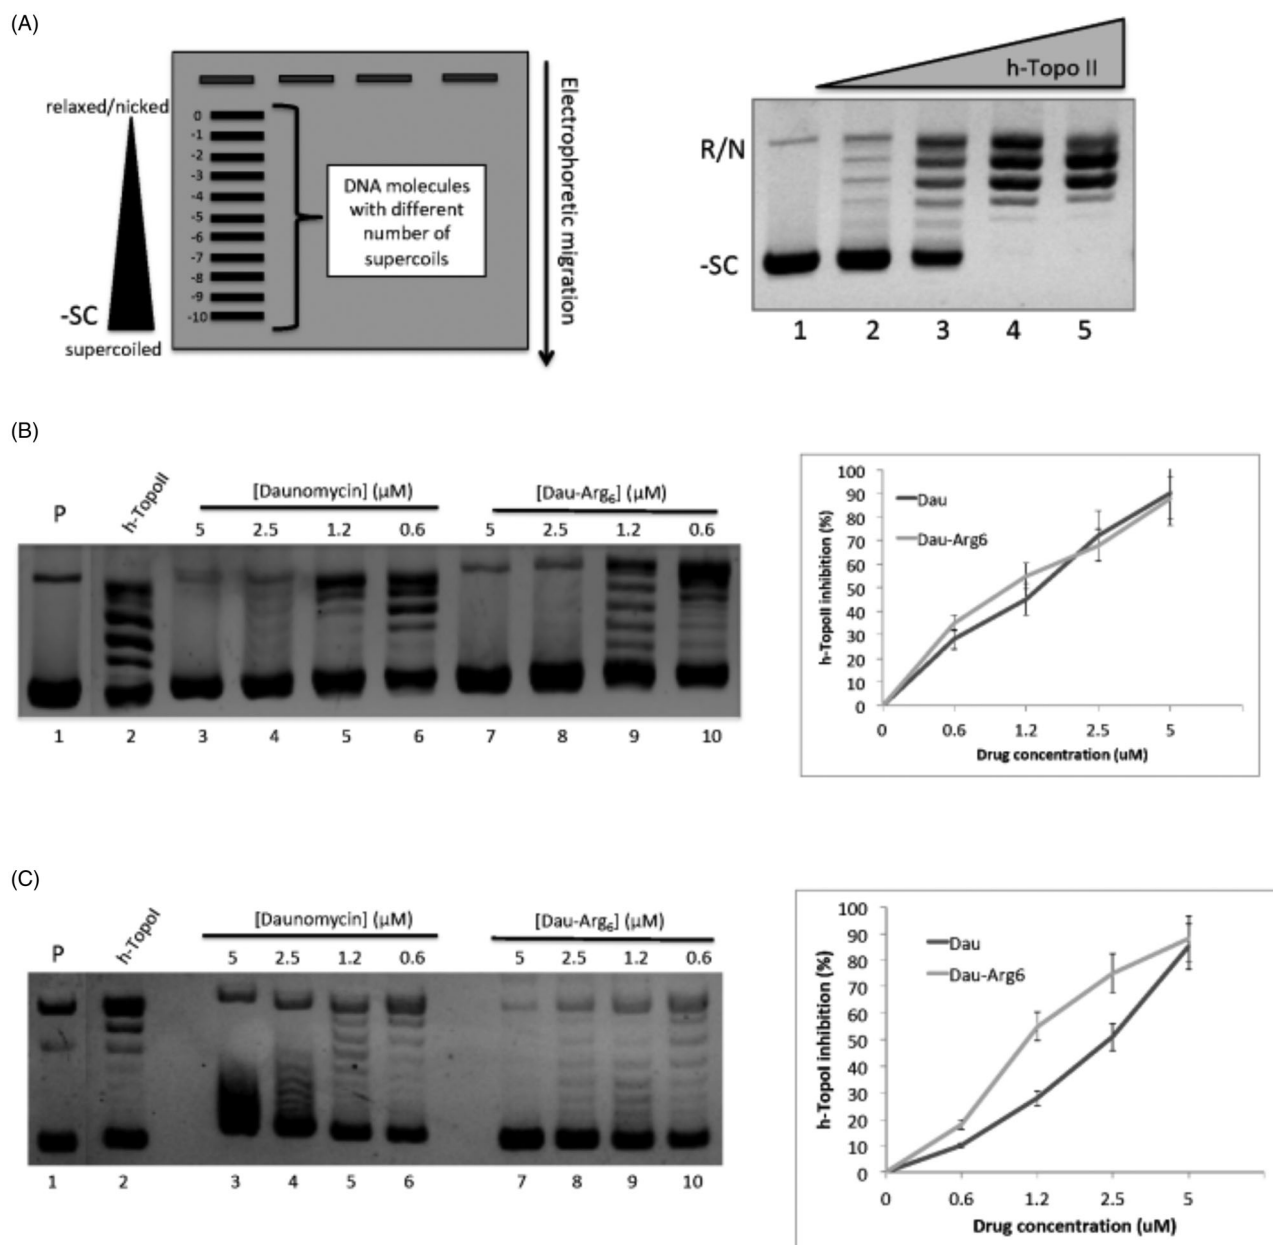 (A)
relaxed/nicked
0
-1
-2
-3
-4
-5
-6
-7
-8
-9
-10
-SC
supercoiled
DNA molecules
with different
number of
supercoils
Electrophoretic migration
h-Topo II
R/N
-SC
1 2 3 4 5
(B)
P h-TopoII [Daunomycin] (μM) [Dau-Arg₆] (μM)
5 2.5 1.2 0.6 5 2.5 1.2 0.6
1 2 3 4 5 6 7 8 9 10
h-TopoII inhibition (%)
100
90
80
70
60
50
40
30
20
10
0
Dau
Dau-Arg6
0 0.6 1.2 2.5 5
Drug concentration (uM)
(C)
P h-TopoI [Daunomycin] (μM) [Dau-Arg₆] (μM)
5 2.5 1.2 0.6 5 2.5 1.2 0.6
1 2 3 4 5 6 7 8 9 10
h-TopoI inhibition (%)
100
90
80
70
60
50
40
30
20
10
0
Dau
Dau-Arg6
0 0.6 1.2 2.5 5
Drug concentration (uM)